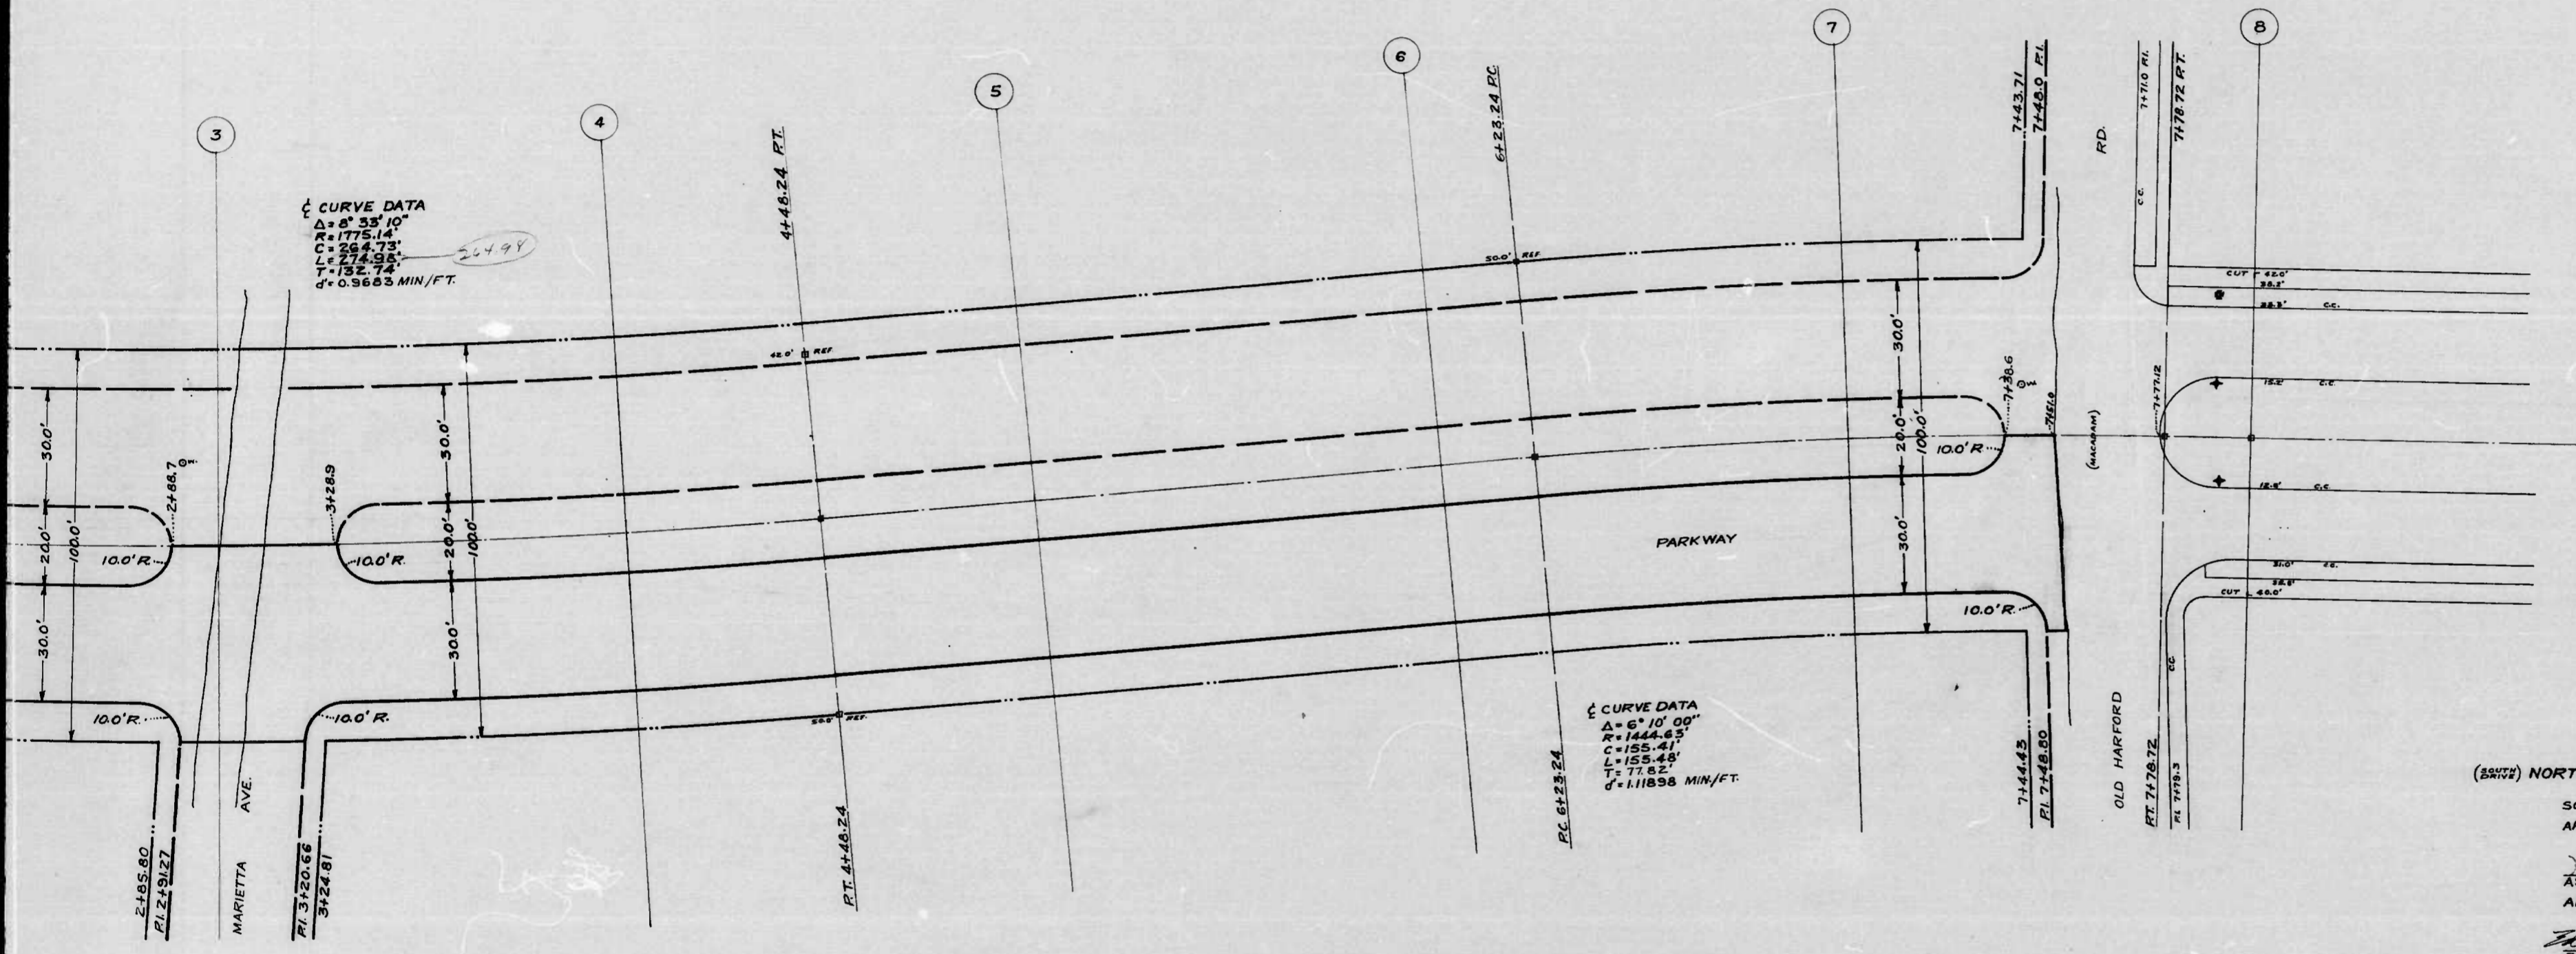 3
4
5
6
7
8
℄ CURVE DATA
Δ = 8° 33' 10"
R = 1775.14'
C = 264.73'
L = 274.98'
264.98
T = 132.74'
d' = 0.9683 MIN/FT.
4+48.24 P.T.
6+23.24 P.C.
7+43.71
7+48.0 P.I.
RD.
7+71.0 P.I.
7+78.72 P.T.
C.C.
CUT - 42.0'
38.2'
C.C.
50.0' REF.
42.0' REF
30.0'
20.0'
100.0'
30.0'
2+88.7
3+28.9
30.0'
20.0'
100.0'
30.0'
10.0' R.
10.0' R.
30.0'
20.0'
100.0'
30.0'
10.0' R
7+38.6
7+51.0
(MACADAM)
7+77.12
15.2' C.C.
12.8' C.C.
PARKWAY
31.0' C.C.
CUT - 40.0'
10.0' R.
10.0' R.
10.0' R.
50.0' REF.
℄ CURVE DATA
Δ = 6° 10' 00"
R = 1444.63'
C = 155.41'
L = 155.48'
T = 77.82'
d' = 1.11898 MIN./FT.
2+85.80
P.I. 2+91.27
MARIETTA AVE.
P.I. 3+20.66
3+24.81
P.T. 4+48.24
P.C. 6+23.24
7+44.43
P.I. 7+48.80
OLD HARFORD
P.T. 7+78.72
P.I. 7+79.3
C.C.
(SOUTH DRIVE) NORT